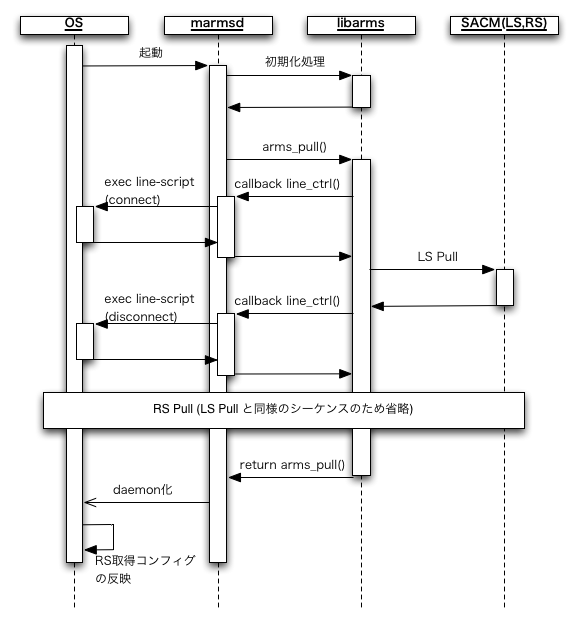 OS
marmsd
libarms
SACM(LS,RS)
起動
初期化処理
arms_pull()
exec line-script
(connect)
callback line_ctrl()
LS Pull
exec line-script
(disconnect)
callback line_ctrl()
RS Pull (LS Pull と同様のシーケンスのため省略)
return arms_pull()
daemon化
RS取得コンフィグ
の反映